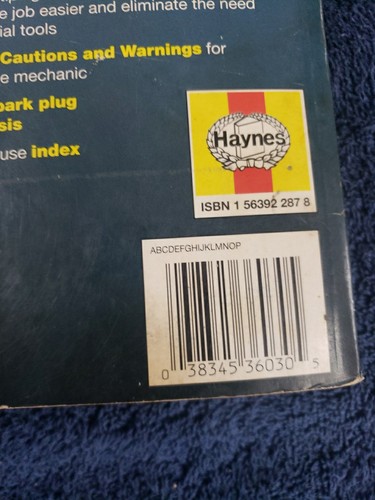 e job easier and eliminate the need
ial tools
Cautions and Warnings for
e mechanic
park plug
sis
use index
Haynes
ISBN 1 56392 287 8
ABCDEFGHIJKLMNOP
0 38345 36030 5